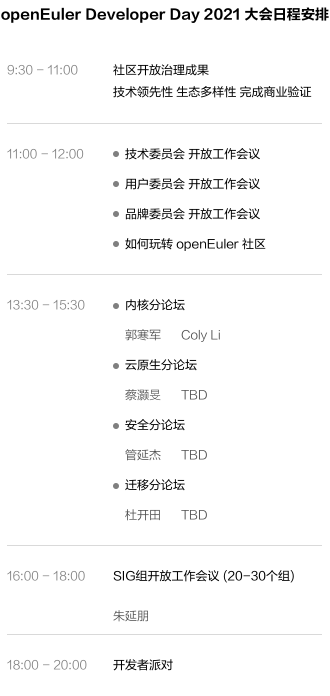 openEuler Developer Day 2021 大会日程安排
9:30 – 11:00 社区开放治理成果
技术领先性 生态多样性 完成商业验证
11:00 – 12:00 技术委员会 开放工作会议
用户委员会 开放工作会议
品牌委员会 开放工作会议
如何玩转 openEuler 社区
13:30 – 15:30 内核分论坛
郭寒军 Coly Li
云原生分论坛
蔡灏旻 TBD
安全分论坛
管延杰 TBD
迁移分论坛
杜开田 TBD
16:00 – 18:00 SIG组开放工作会议 (20–30个组)
朱延朋
18:00 – 20:00 开发者派对